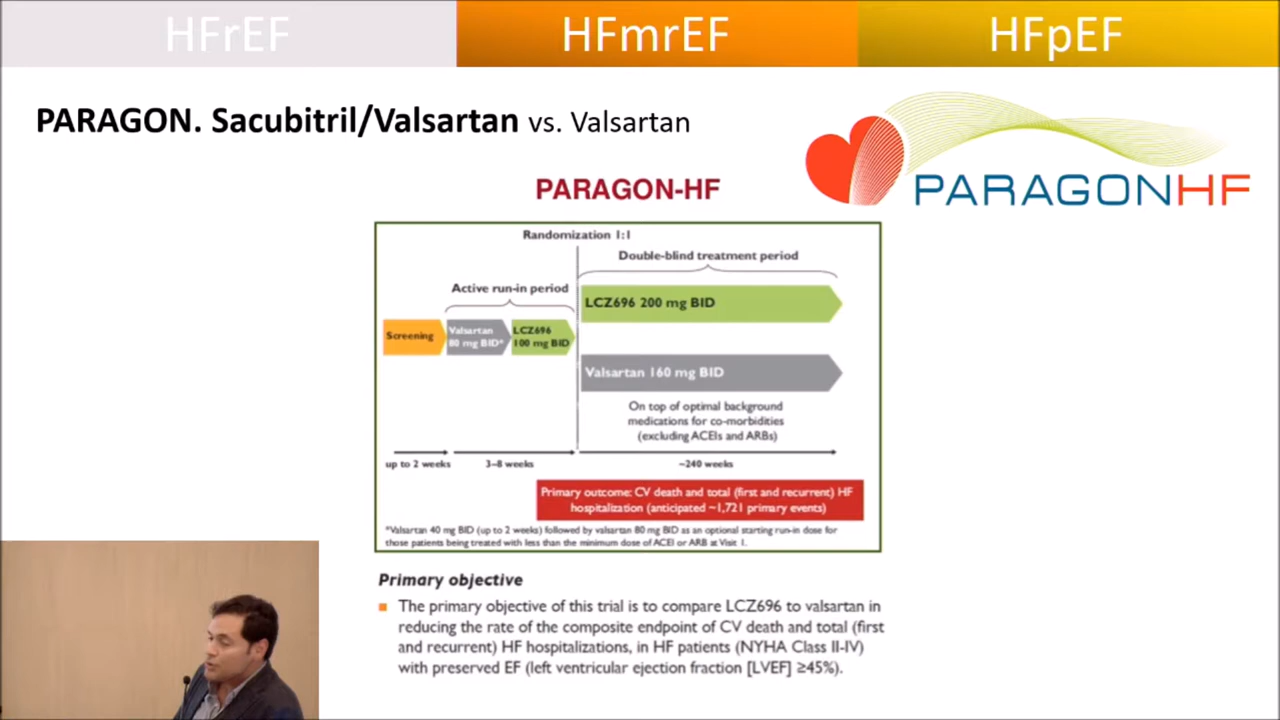 HFrEF HFmrEF HFpEF
PARAGON. Sacubitril/Valsartan vs. Valsartan
PARAGONHF
PARAGON-HF
Randomization 1:1
Double-blind treatment period
Active run-in period
LCZ696 200 mg BID
Screening
Valsartan
80 mg BID*
LCZ696
100 mg BID
Valsartan 160 mg BID
On top of optimal background
medications for co-morbidities
(excluding ACEIs and ARBs)
up to 2 weeks 3–8 weeks ~240 weeks
Primary outcome: CV death and total (first and recurrent) HF
hospitalization (anticipated ~1,721 primary events)
*Valsartan 40 mg BID (up to 2 weeks) followed by valsartan 80 mg BID as an optional starting run-in dose for
those patients being treated with less than the minimum dose of ACEI or ARB at Visit 1.
Primary objective
The primary objective of this trial is to compare LCZ696 to valsartan in
reducing the rate of the composite endpoint of CV death and total (first
and recurrent) HF hospitalizations, in HF patients (NYHA Class II-IV)
with preserved EF (left ventricular ejection fraction [LVEF] ≥45%).